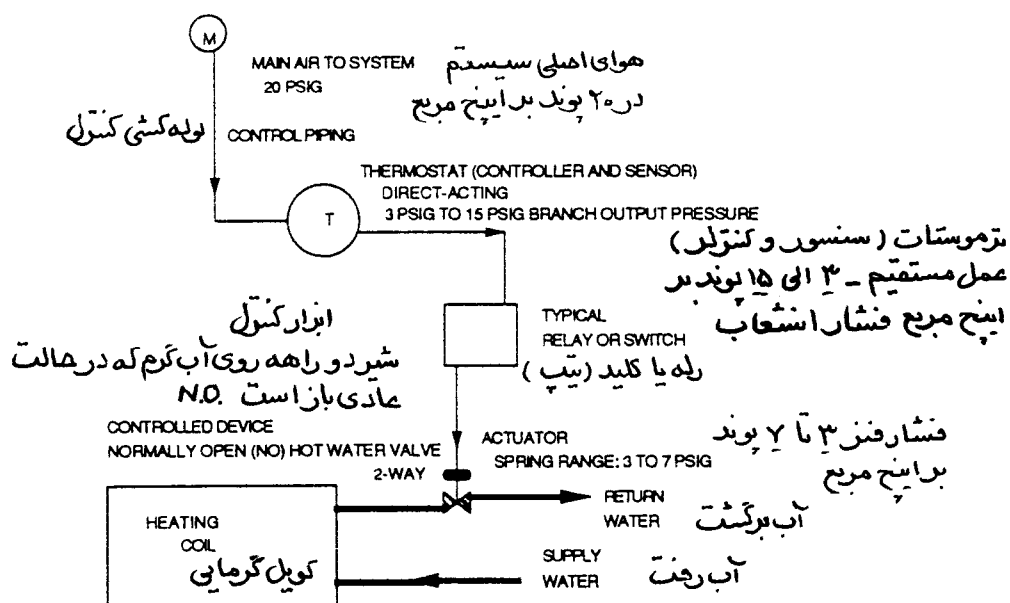 M
MAIN AIR TO SYSTEM
20 PSIG
هوای اصلی سیستم
در ۲۰ پوند بر اینچ مربع
لوله کشی کنترل
CONTROL PIPING
THERMOSTAT (CONTROLLER AND SENSOR)
DIRECT-ACTING
3 PSIG TO 15 PSIG BRANCH OUTPUT PRESSURE
T
ترموستات (سنسور و کنترلر)
عمل مستقیم - ۳ الی ۱۵ پوند بر
اینچ مربع فشار انشعاب
TYPICAL
RELAY OR SWITCH
رله یا کلید (تیپ)
ابزار کنترل
شیر دو راهه روی آب گرم که در حالت
عادی باز است N.O.
CONTROLLED DEVICE
NORMALLY OPEN (NO) HOT WATER VALVE
2-WAY
ACTUATOR
SPRING RANGE: 3 TO 7 PSIG
فشار فنر ۳ تا ۷ پوند
بر اینچ مربع
RETURN
WATER
آب برگشت
HEATING
COIL
کویل گرمایی
SUPPLY
WATER
آب رفت